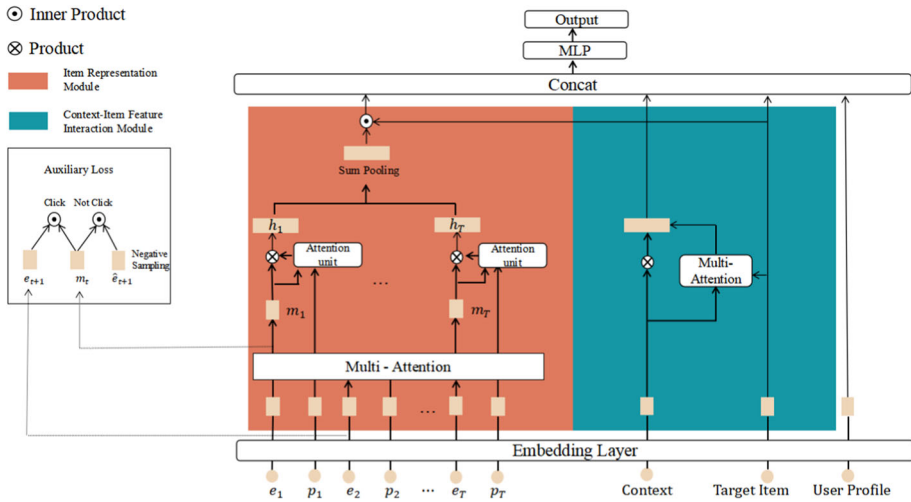 Inner Product
Product
Item Representation
Module
Context-Item Feature
Interaction Module
Auxiliary Loss
Click Not Click
Negative
Sampling
e_{t+1} m_t ê_{t+1}
Output
MLP
Concat
Sum Pooling
h_1 h_T
Attention
unit
Attention
unit
...
m_1 m_T
Multi - Attention
...
Multi-
Attention
Embedding Layer
e_1 p_1 e_2 p_2 ... e_T p_T Context Target Item User Profile